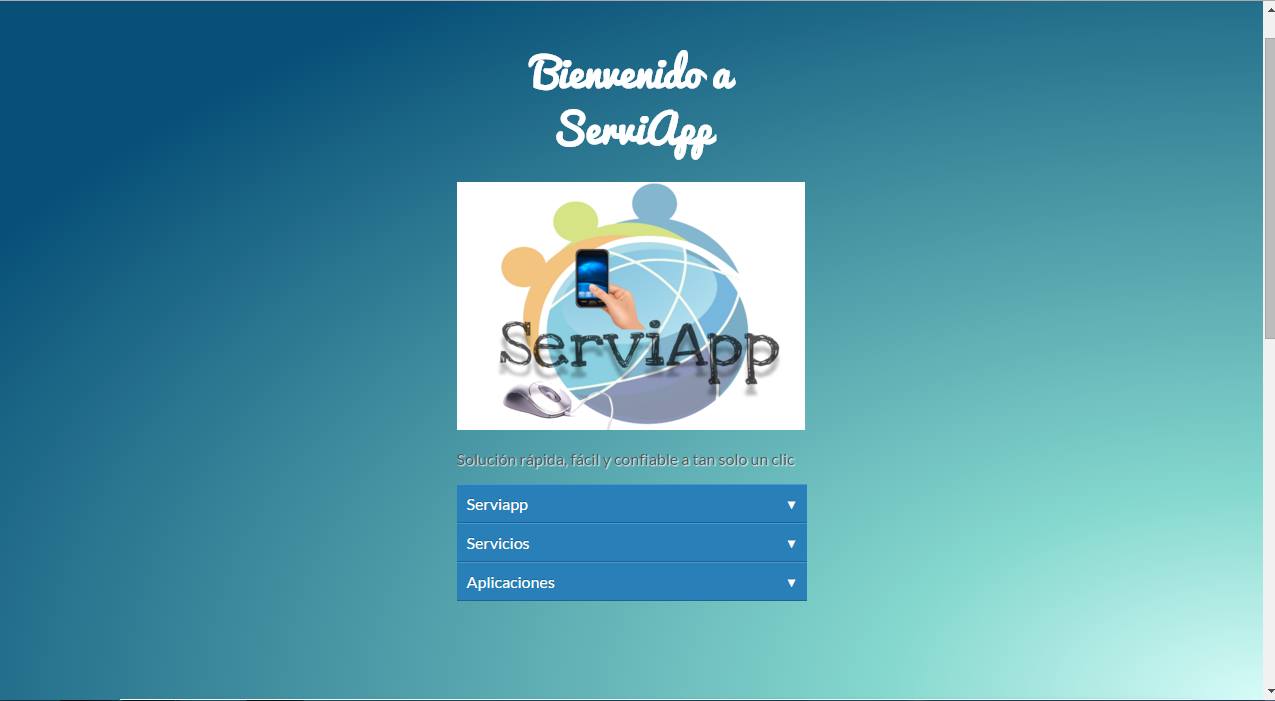 Bienvenido a
ServiApp
ServiApp
Solución rápida, fácil y confiable a tan solo un clic
Serviapp ▼
Servicios ▼
Aplicaciones ▼